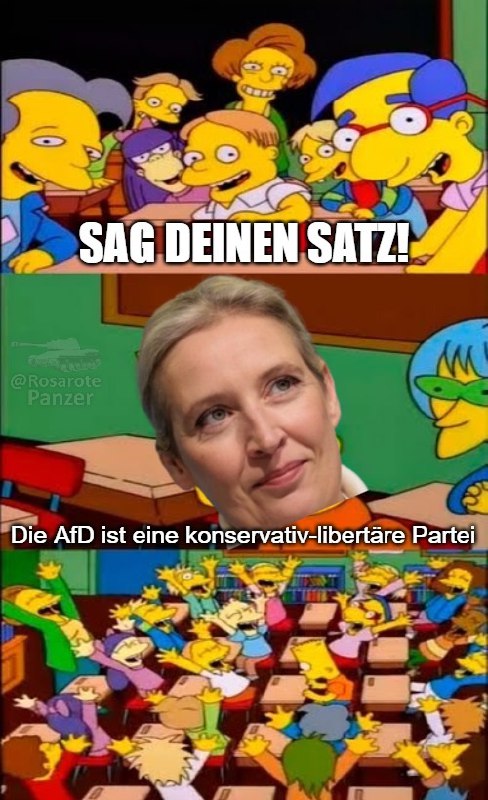 SAG DEINEN SATZ!
@Rosarote
Panzer
Die AfD ist eine konservativ-libertäre Partei